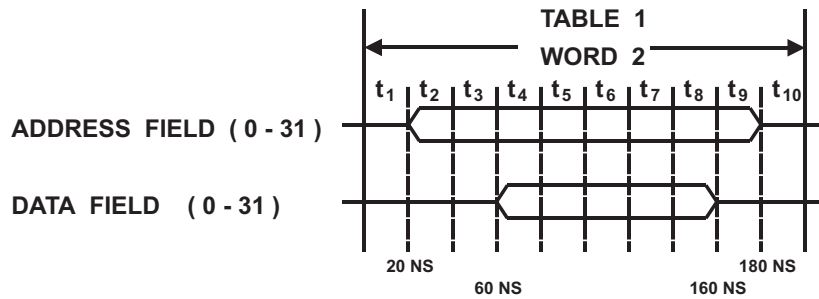 TABLE 1
WORD 2
t1 t2 t3 t4 t5 t6 t7 t8 t9 t10
ADDRESS FIELD ( 0 - 31 )
DATA FIELD ( 0 - 31 )
20 NS 180 NS
60 NS 160 NS